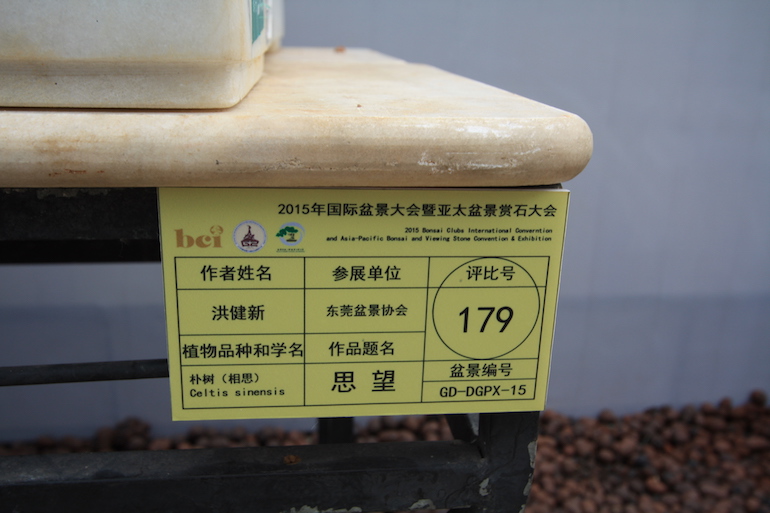 2015年国际盆景大会暨亚太盆景赏石大会
2015 Bonsai Clubs International Converntion
and Asia-Pacific Bonsai and Viewing Stone Convention & Exhibition
bci
作者姓名 参展单位 评比号
洪健新 东莞盆景协会 179
植物品种和学名 作品题名
朴树（相思） 思 望 盆景编号
Celtis sinensis GD-DGPX-15